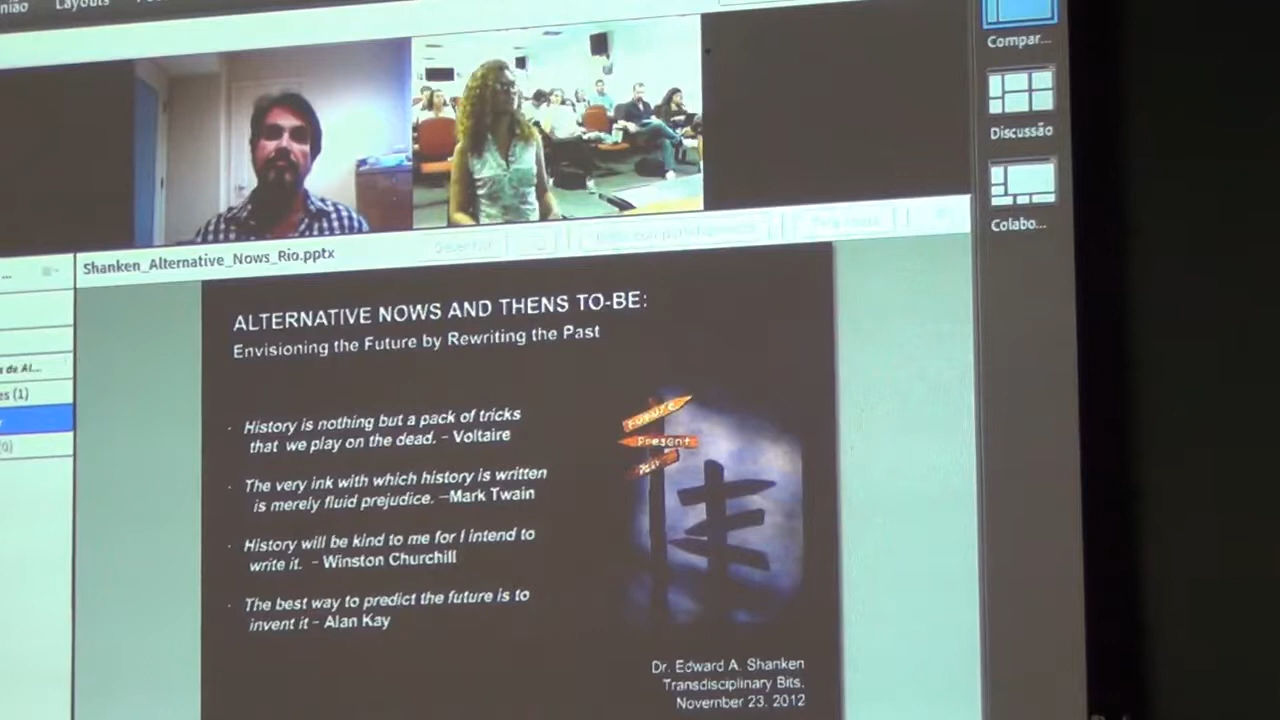 Layouts
Compar...
Discussão
Colabo...
Shanken_Alternative_Nows_Rio.pptx
...
s de Al...
es (1)
(0)
ALTERNATIVE NOWS AND THENS TO-BE:
Envisioning the Future by Rewriting the Past
· History is nothing but a pack of tricks
that we play on the dead. - Voltaire
· The very ink with which history is written
is merely fluid prejudice. –Mark Twain
· History will be kind to me for I intend to
write it. - Winston Churchill
· The best way to predict the future is to
invent it - Alan Kay
FUTURE
Present
Past
Dr. Edward A. Shanken
Transdisciplinary Bits.
November 23. 2012